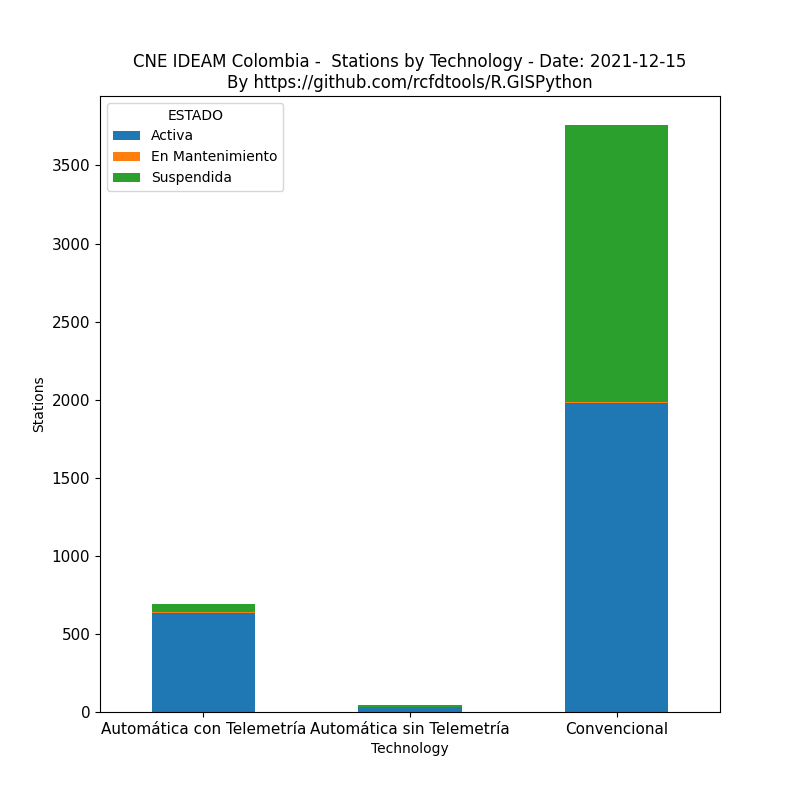 CNE IDEAM Colombia -  Stations by Technology - Date: 2021-12-15
By https://github.com/rcfdtools/R.GISPython
ESTADO
Activa
En Mantenimiento
Suspendida
3500
3000
2500
2000
1500
1000
500
0
Stations
Automática con Telemetría
Automática sin Telemetría
Convencional
Technology